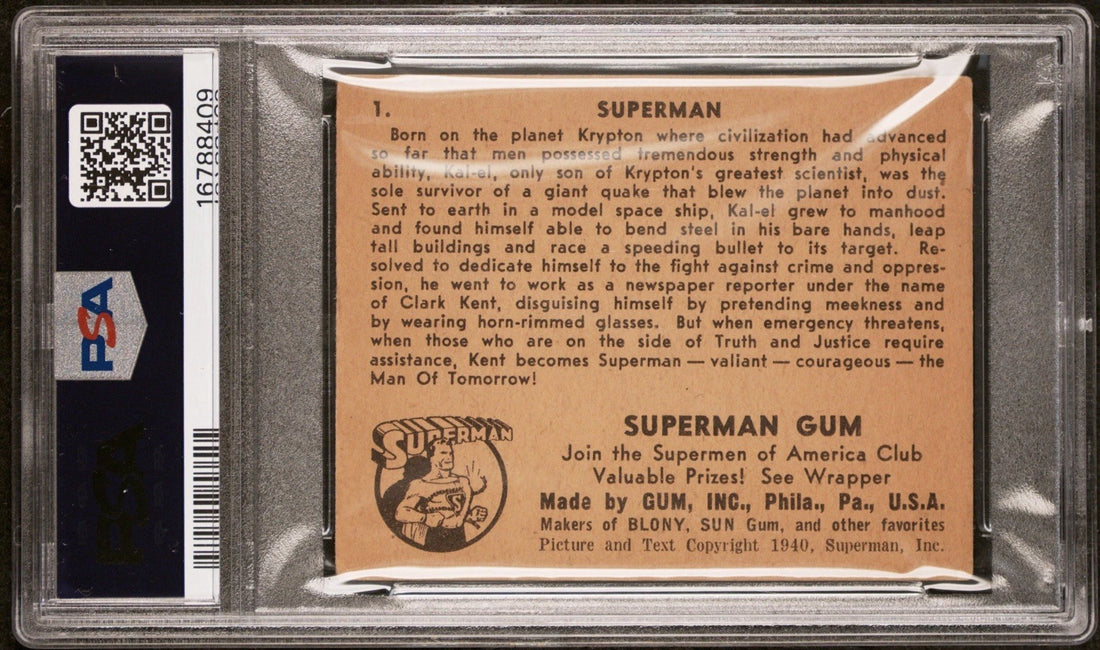 1.
SUPERMAN
Born on the planet Krypton where civilization had advanced
so far that men possessed tremendous strength and physical
ability, Kal-el, only son of Krypton's greatest scientist, was the
sole survivor of a giant quake that blew the planet into dust.
Sent to earth in a model space ship, Kal-el grew to manhood
and found himself able to bend steel in his bare hands, leap
tall buildings and race a speeding bullet to its target. Re-
solved to dedicate himself to the fight against crime and oppres-
sion, he went to work as a newspaper reporter under the name
of Clark Kent, disguising himself by pretending meekness and
by wearing horn-rimmed glasses. But when emergency threatens,
when those who are on the side of Truth and Justice require
assistance, Kent becomes Superman — valiant — courageous — the
Man Of Tomorrow!
SUPERMAN
S
SUPERMAN GUM
Join the Supermen of America Club
Valuable Prizes! See Wrapper
Made by GUM, INC., Phila., Pa., U.S.A.
Makers of BLONY, SUN Gum, and other favorites
Picture and Text Copyright 1940, Superman, Inc.
16788409
PSA
PSA